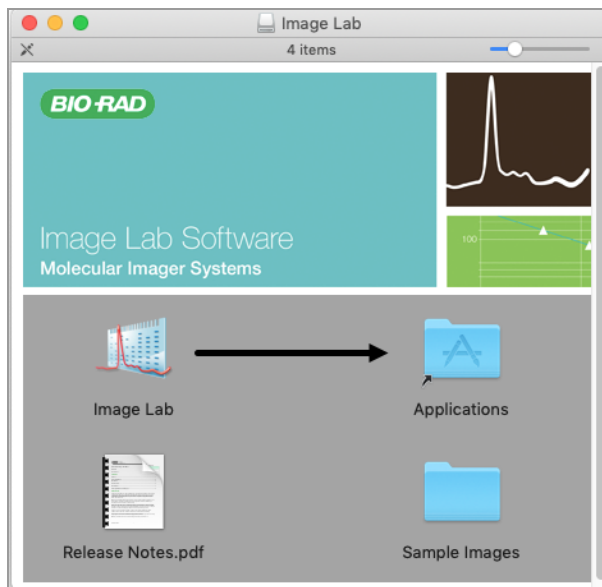 Image Lab
4 items
BIO-RAD
Image Lab Software
Molecular Imager Systems
100
Image Lab
Applications
Release Notes.pdf
Sample Images